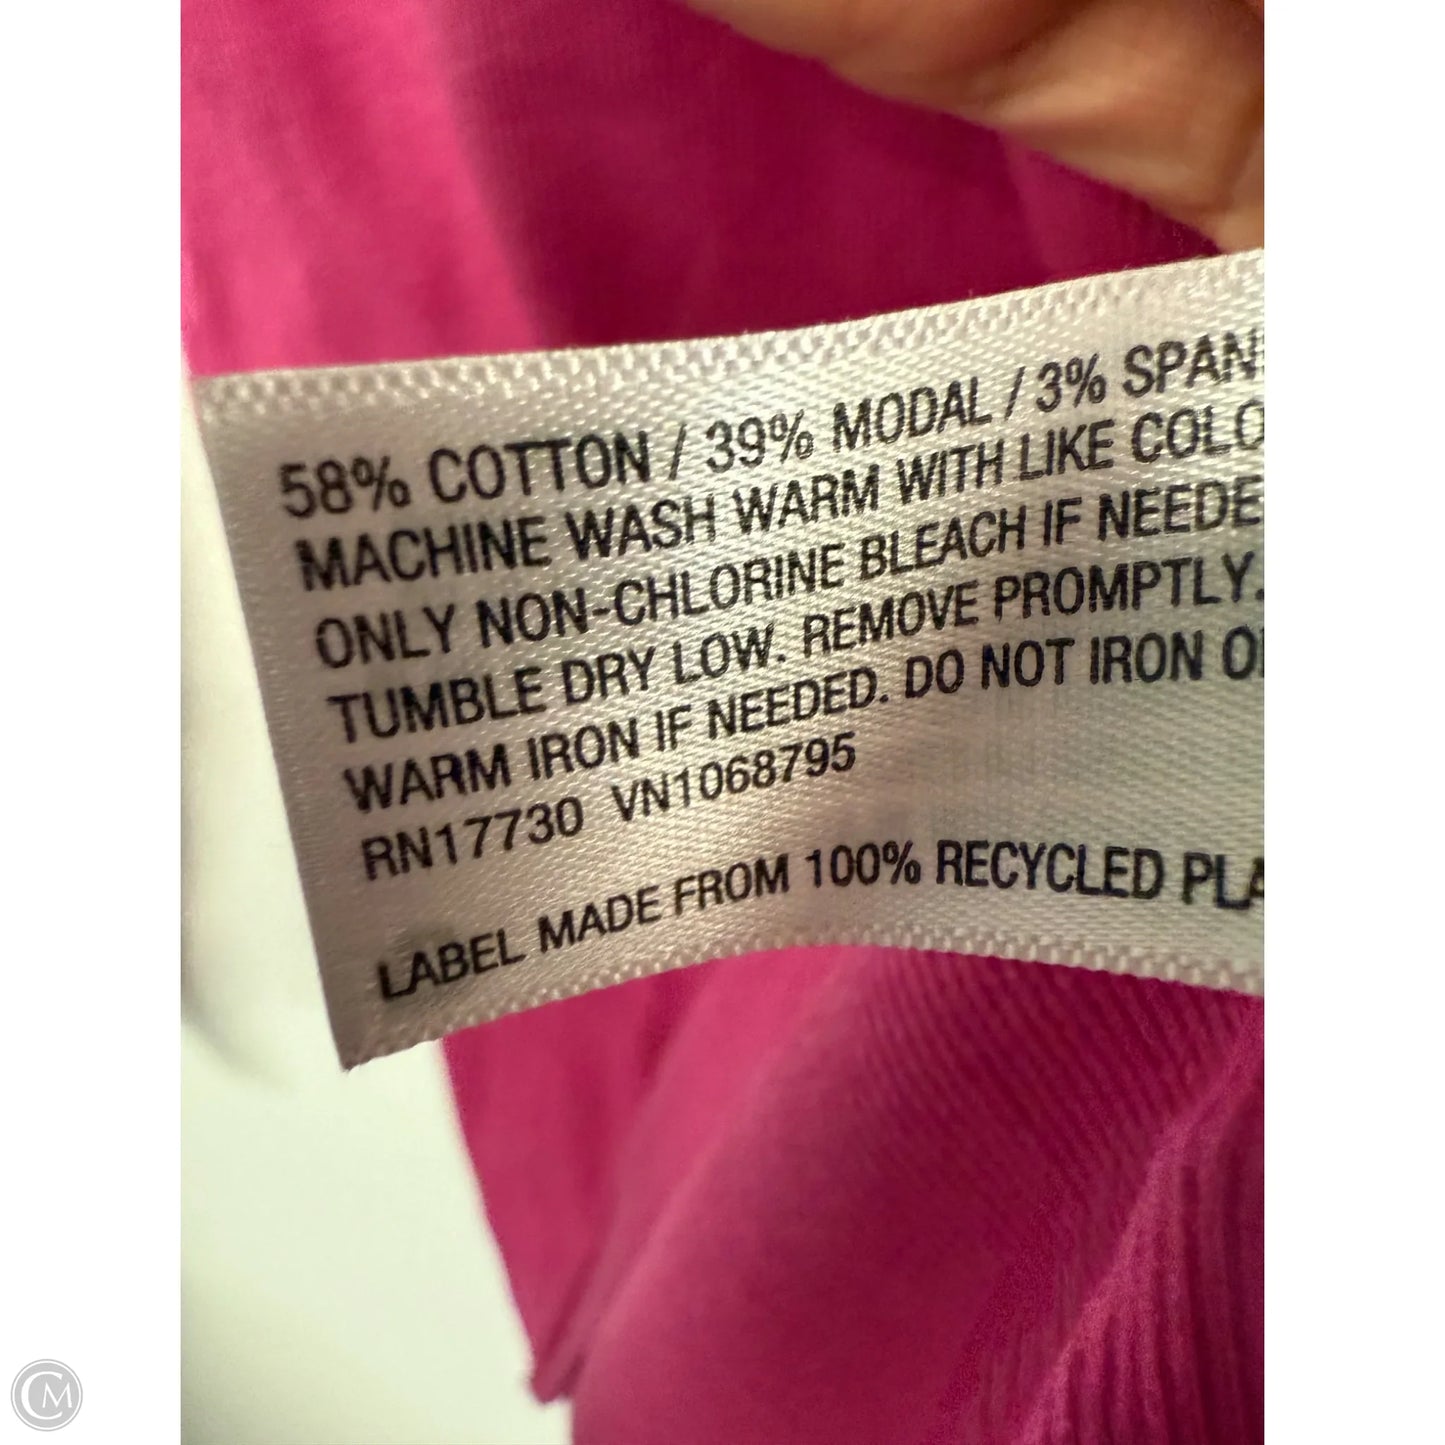 58% COTTON / 39% MODAL / 3% SPAN
MACHINE WASH WARM WITH LIKE COLO
ONLY NON-CHLORINE BLEACH IF NEEDE
TUMBLE DRY LOW. REMOVE PROMPTLY.
WARM IRON IF NEEDED. DO NOT IRON
RN17730 VN1068795
LABEL MADE FROM 100% RECYCLED PLA
CM